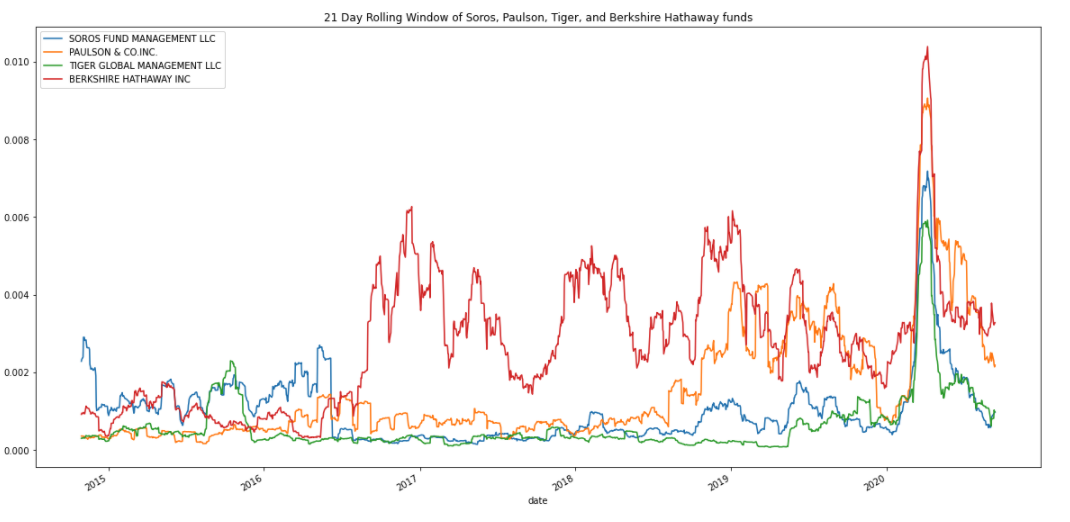 21 Day Rolling Window of Soros, Paulson, Tiger, and Berkshire Hathaway funds
SOROS FUND MANAGEMENT LLC
PAULSON & CO.INC.
TIGER GLOBAL MANAGEMENT LLC
BERKSHIRE HATHAWAY INC
0.010
0.008
0.006
0.004
0.002
0.000
2015
2016
2017
2018
2019
2020
date